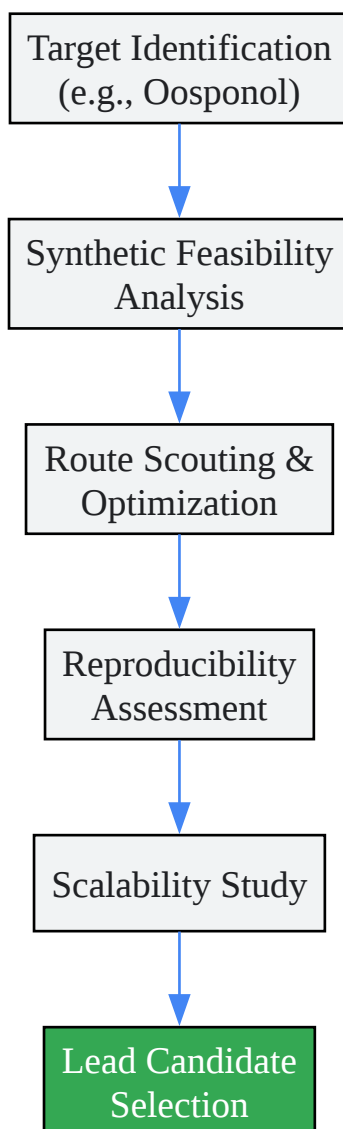 Target Identification
(e.g., Oosponol)
Synthetic Feasibility
Analysis
Route Scouting &
Optimization
Reproducibility
Assessment
Scalability Study
Lead Candidate
Selection